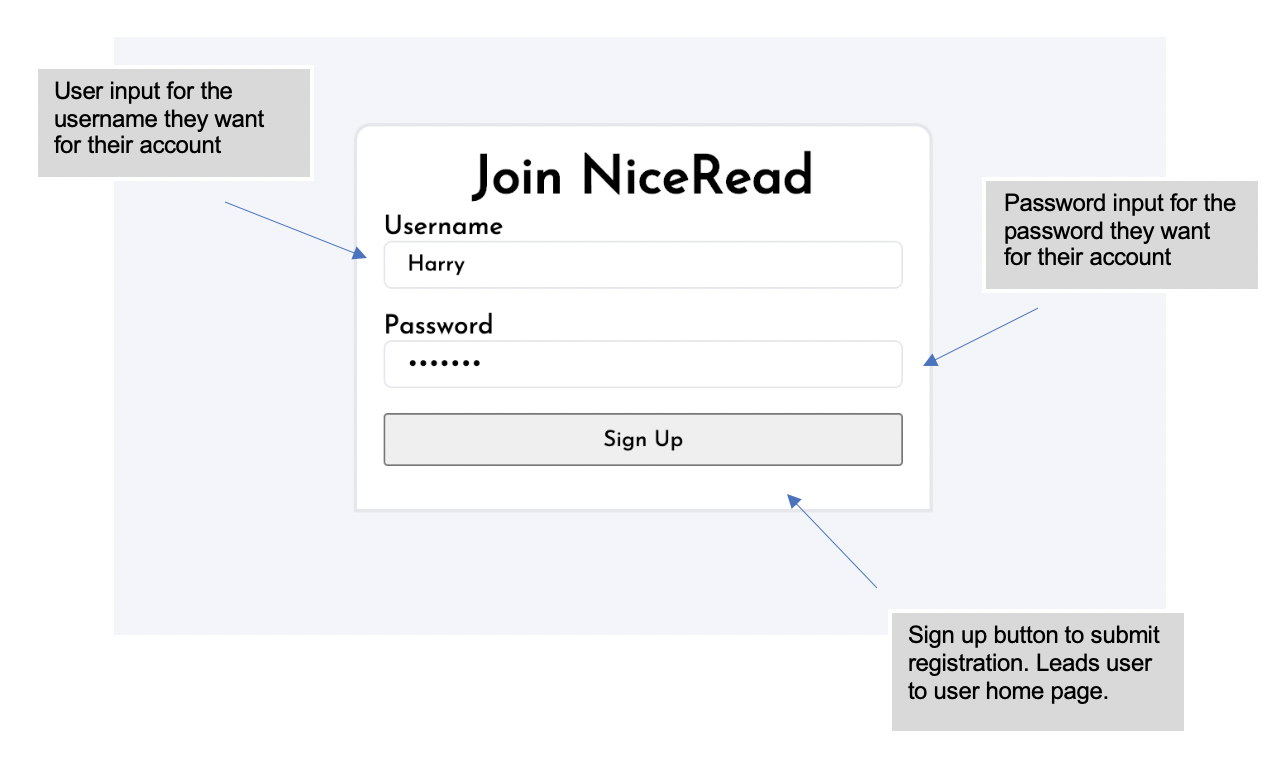 User input for the
username they want
for their account
Join NiceRead
Username
Harry
Password
•••••••
Sign Up
Password input for the
password they want
for their account
Sign up button to submit
registration. Leads user
to user home page.